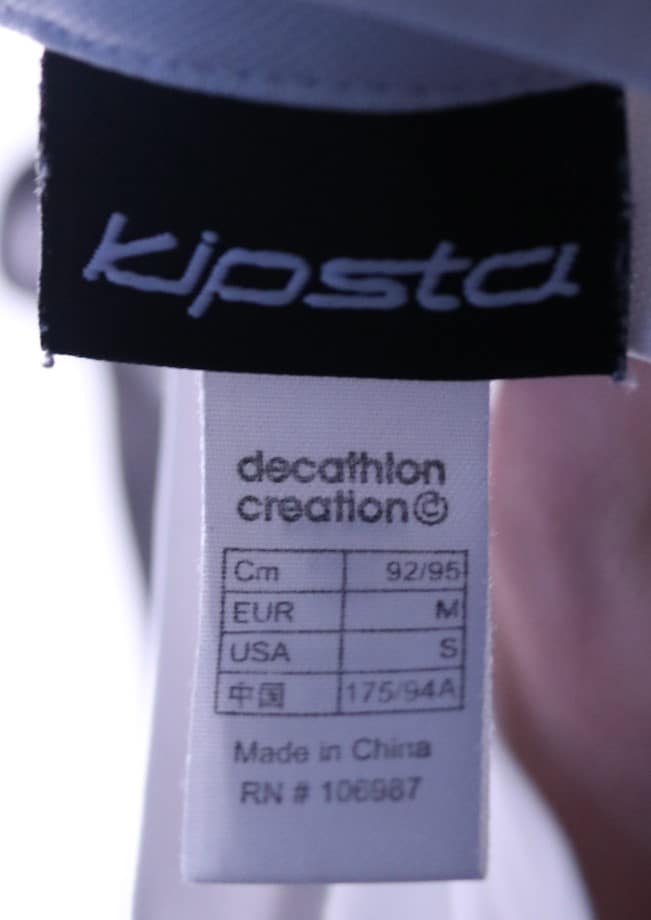 kipsta
decathlon
creation©
Cm 92/95
EUR M
USA S
中国 175/94A
Made in China
RN # 106987